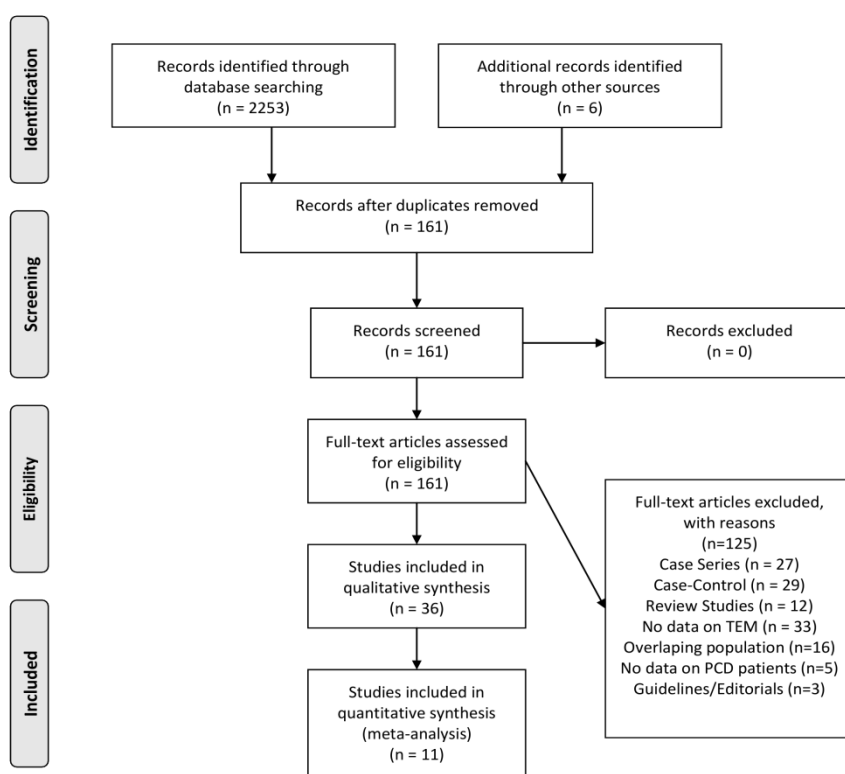 Identification
Records identified through
database searching
(n = 2253)
Additional records identified
through other sources
(n = 6)
Records after duplicates removed
(n = 161)
Screening
Records screened
(n = 161)
Records excluded
(n = 0)
Eligibility
Full-text articles assessed
for eligibility
(n = 161)
Full-text articles excluded,
with reasons
(n=125)
Case Series (n = 27)
Case-Control (n = 29)
Review Studies (n = 12)
No data on TEM (n = 33)
Overlaping population (n=16)
No data on PCD patients (n=5)
Guidelines/Editorials (n=3)
Studies included in
qualitative synthesis
(n = 36)
Included
Studies included in
quantitative synthesis
(meta-analysis)
(n = 11)